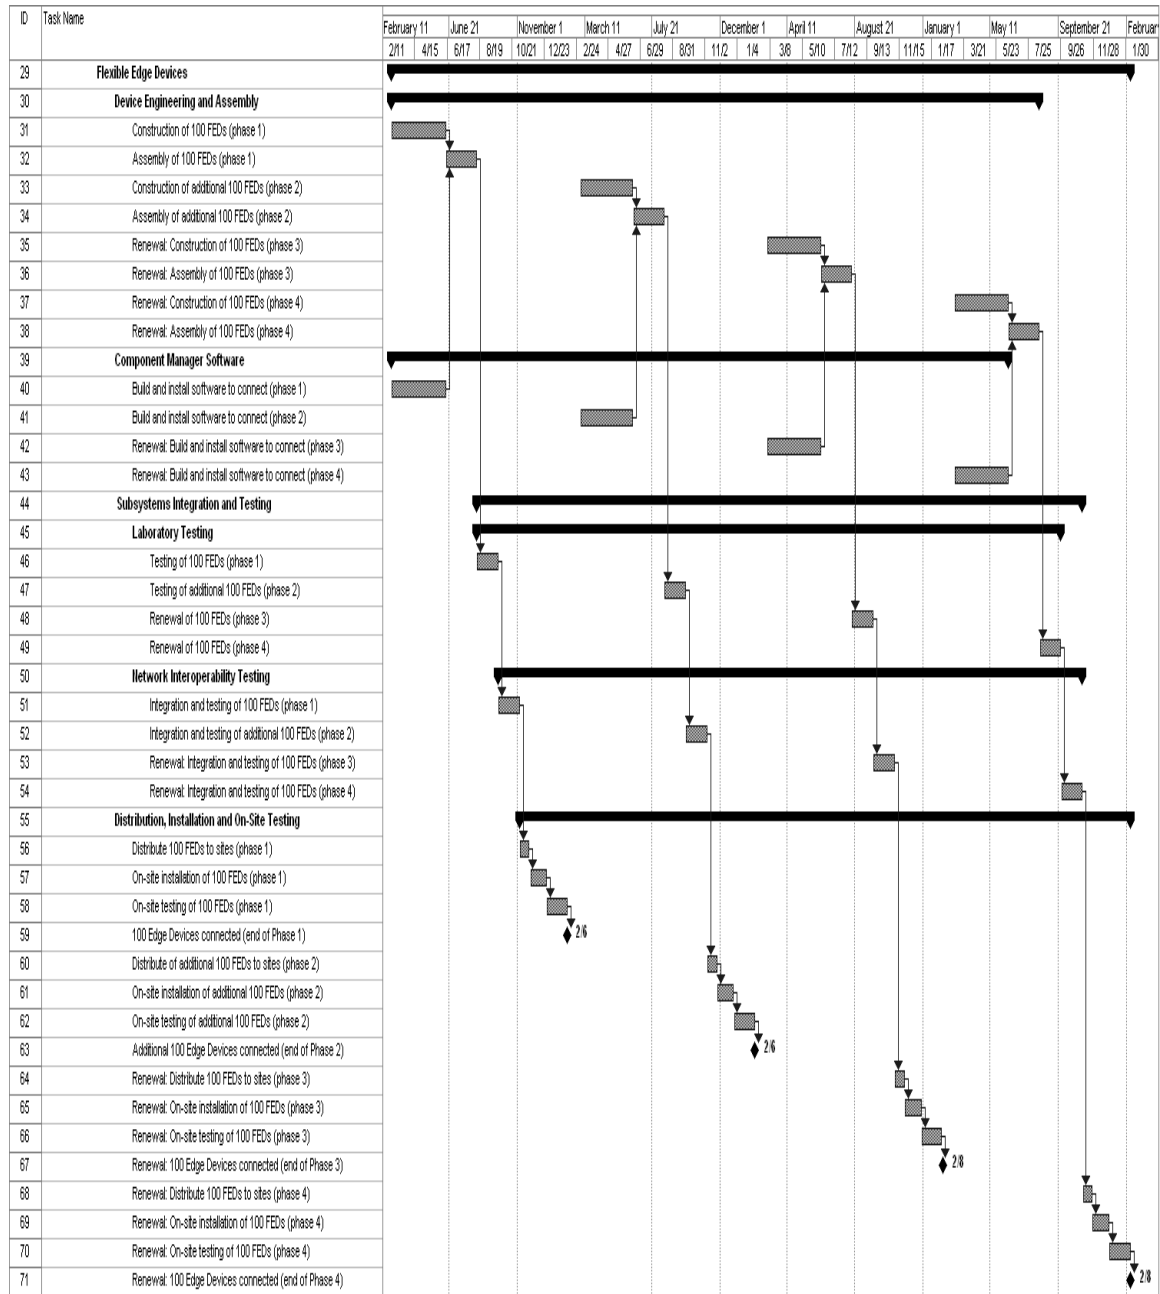 ID Task Name
February 11 June 21 November 1 March 11 July 21 December 1 April 11 August 21 January 1 May 11 September 21 Februar
2/11 4/15 6/17 8/19 10/21 12/23 2/24 4/27 6/29 8/31 11/2 1/4 3/8 5/10 7/12 9/13 11/15 1/17 3/21 5/23 7/25 9/26 11/28 1/30
29 Flexible Edge Devices
30 Device Engineering and Assembly
31 Construction of 100 FEDs (phase 1)
32 Assembly of 100 FEDs (phase 1)
33 Construction of additional 100 FEDs (phase 2)
34 Assembly of additional 100 FEDs (phase 2)
35 Renewal: Construction of 100 FEDs (phase 3)
36 Renewal: Assembly of 100 FEDs (phase 3)
37 Renewal: Construction of 100 FEDs (phase 4)
38 Renewal: Assembly of 100 FEDs (phase 4)
39 Component Manager Software
40 Build and install software to connect (phase 1)
41 Build and install software to connect (phase 2)
42 Renewal: Build and install software to connect (phase 3)
43 Renewal: Build and install software to connect (phase 4)
44 Subsystems Integration and Testing
45 Laboratory Testing
46 Testing of 100 FEDs (phase 1)
47 Testing of additional 100 FEDs (phase 2)
48 Renewal of 100 FEDs (phase 3)
49 Renewal of 100 FEDs (phase 4)
50 Network Interoperability Testing
51 Integration and testing of 100 FEDs (phase 1)
52 Integration and testing of additional 100 FEDs (phase 2)
53 Renewal: Integration and testing of 100 FEDs (phase 3)
54 Renewal: Integration and testing of 100 FEDs (phase 4)
55 Distribution, Installation and On-Site Testing
56 Distribute 100 FEDs to sites (phase 1)
57 On-site installation of 100 FEDs (phase 1)
58 On-site testing of 100 FEDs (phase 1)
59 100 Edge Devices connected (end of Phase 1) 2/6
60 Distribute of additional 100 FEDs to sites (phase 2)
61 On-site installation of additional 100 FEDs (phase 2)
62 On-site testing of additional 100 FEDs (phase 2)
63 Additional 100 Edge Devices connected (end of Phase 2) 2/6
64 Renewal: Distribute 100 FEDs to sites (phase 3)
65 Renewal: On-site installation of 100 FEDs (phase 3)
66 Renewal: On-site testing of 100 FEDs (phase 3)
67 Renewal: 100 Edge Devices connected (end of Phase 3) 2/8
68 Renewal: Distribute 100 FEDs to sites (phase 4)
69 Renewal: On-site installation of 100 FEDs (phase 4)
70 Renewal: On-site testing of 100 FEDs (phase 4)
71 Renewal: 100 Edge Devices connected (end of Phase 4) 2/8